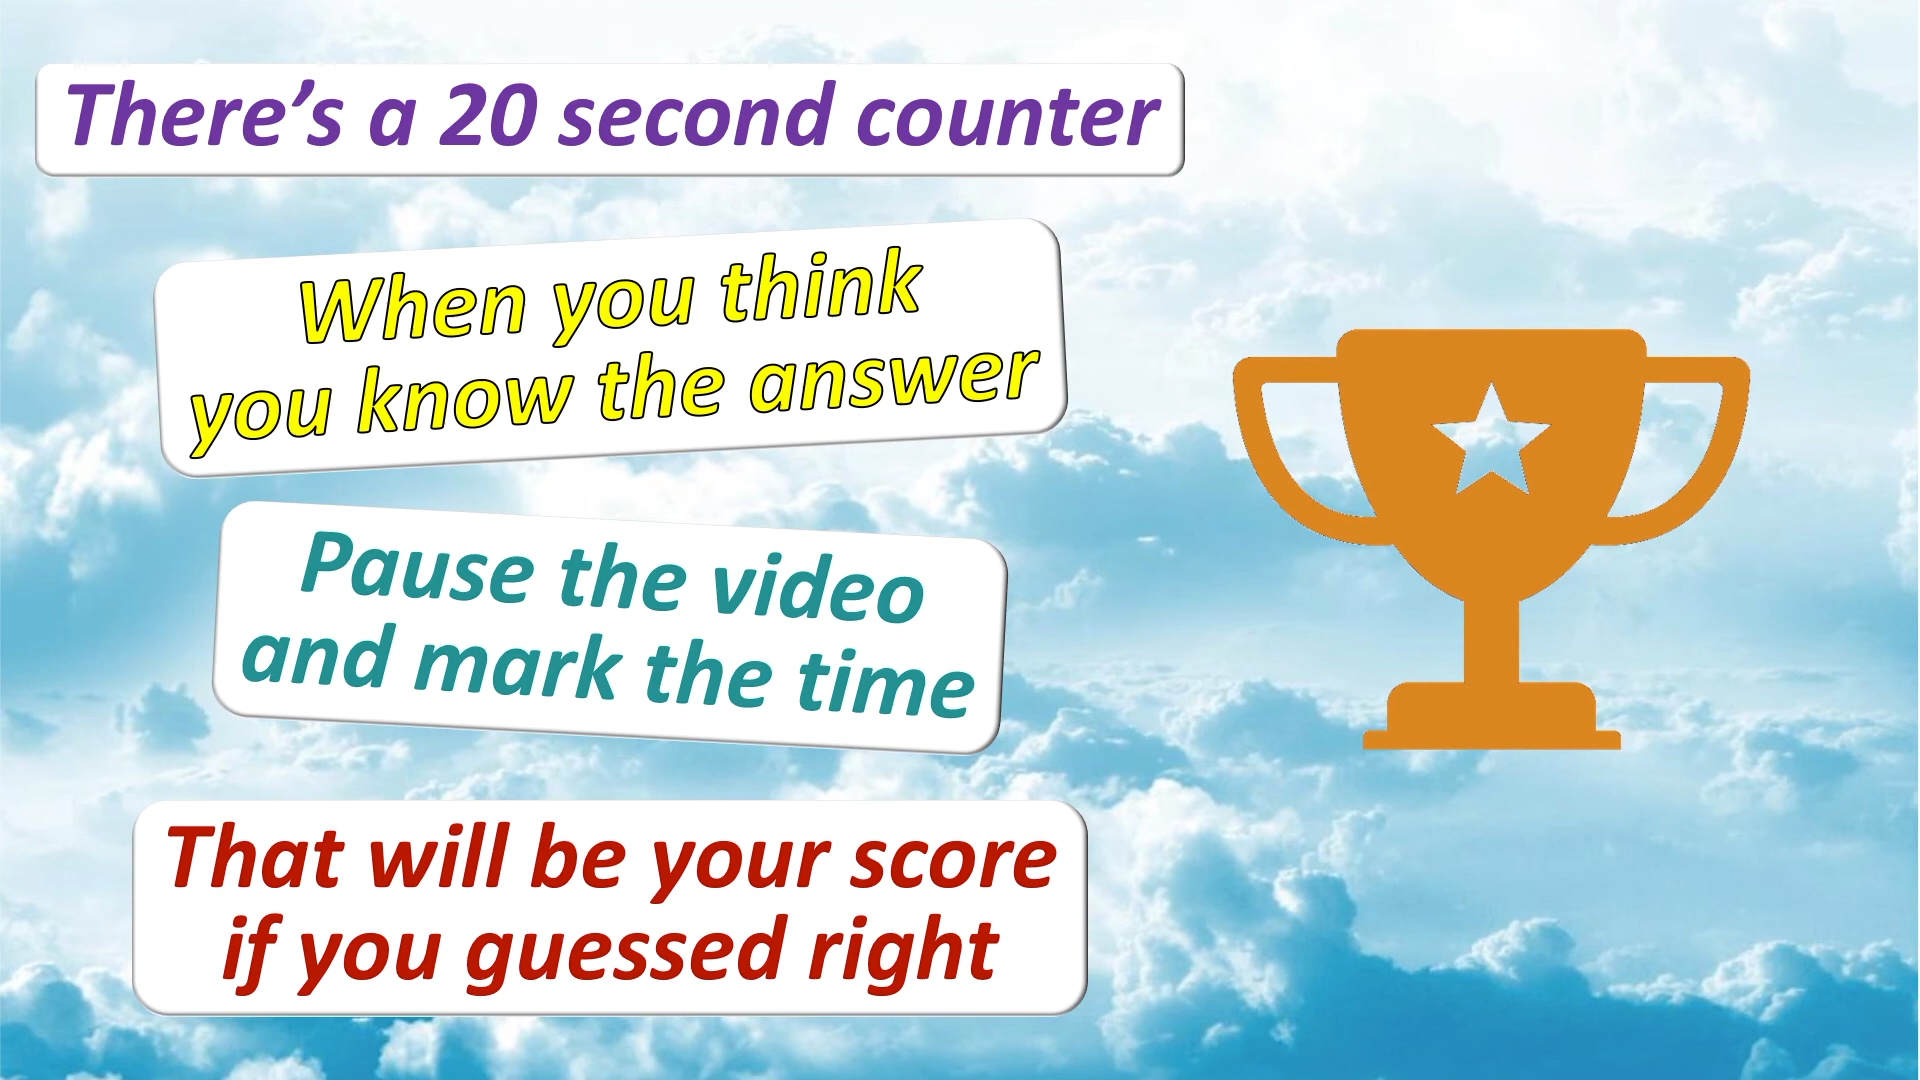 There’s a 20 second counter
When you think
you know the answer
Pause the video
and mark the time
That will be your score
if you guessed right